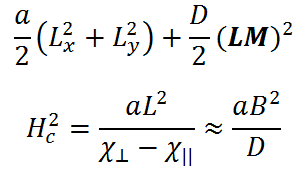 a/2 (L_x^2 + L_y^2) + D/2 (LM)^2
H_c^2 = aL^2 / (χ_⊥ − χ_||) ≈ aB^2 / D